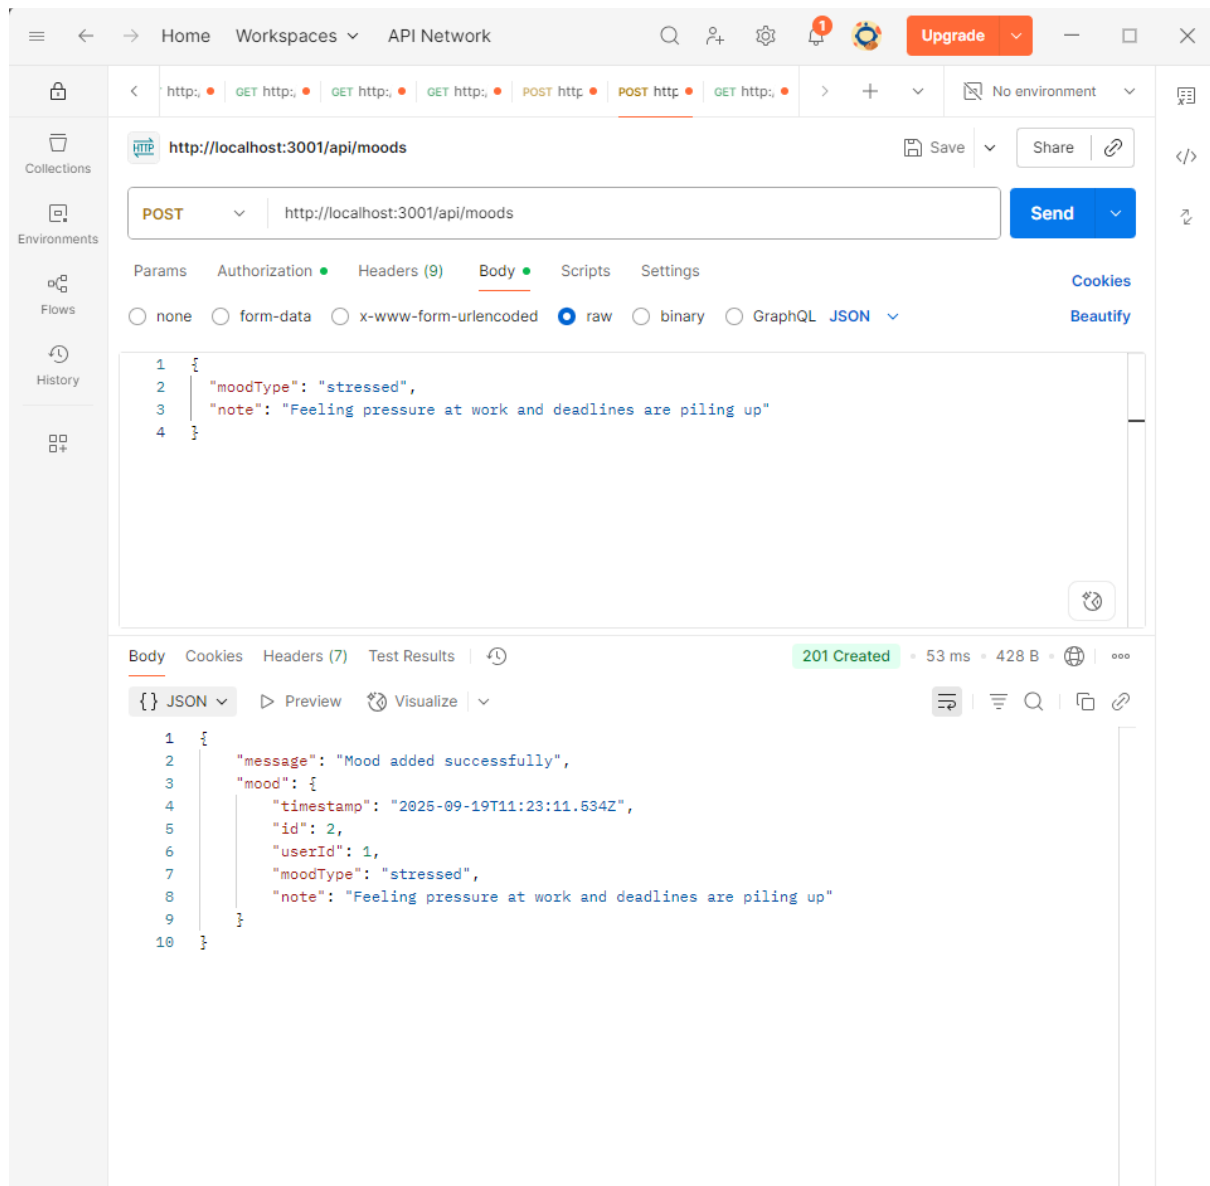 Home Workspaces API Network 1 Upgrade
http:, GET http:, GET http:, GET http:, POST http POST http GET http:, No environment
HTTP http://localhost:3001/api/moods Save Share
Collections
Environments
Flows
History
POST http://localhost:3001/api/moods Send
Params Authorization Headers (9) Body Scripts Settings Cookies
none form-data x-www-form-urlencoded raw binary GraphQL JSON Beautify
1 {
2 "moodType": "stressed",
3 "note": "Feeling pressure at work and deadlines are piling up"
4 }
Body Cookies Headers (7) Test Results 201 Created 53 ms 428 B
{} JSON Preview Visualize
1 {
2 "message": "Mood added successfully",
3 "mood": {
4 "timestamp": "2025-09-19T11:23:11.534Z",
5 "id": 2,
6 "userId": 1,
7 "moodType": "stressed",
8 "note": "Feeling pressure at work and deadlines are piling up"
9 }
10 }